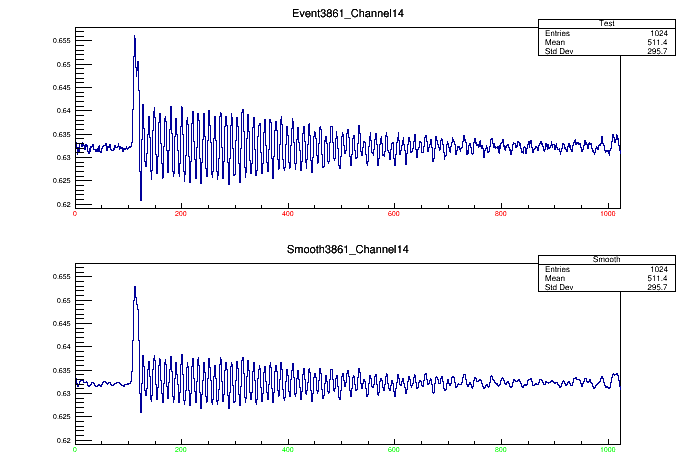 Event3861_Channel14
Test
Entries 1024
Mean 511.4
Std Dev 295.7
0.655
0.65
0.645
0.64
0.635
0.63
0.625
0.62
0 200 400 600 800 1000
Smooth3861_Channel14
Smooth
Entries 1024
Mean 511.4
Std Dev 295.7
0.655
0.65
0.645
0.64
0.635
0.63
0.625
0.62
0 200 400 600 800 1000